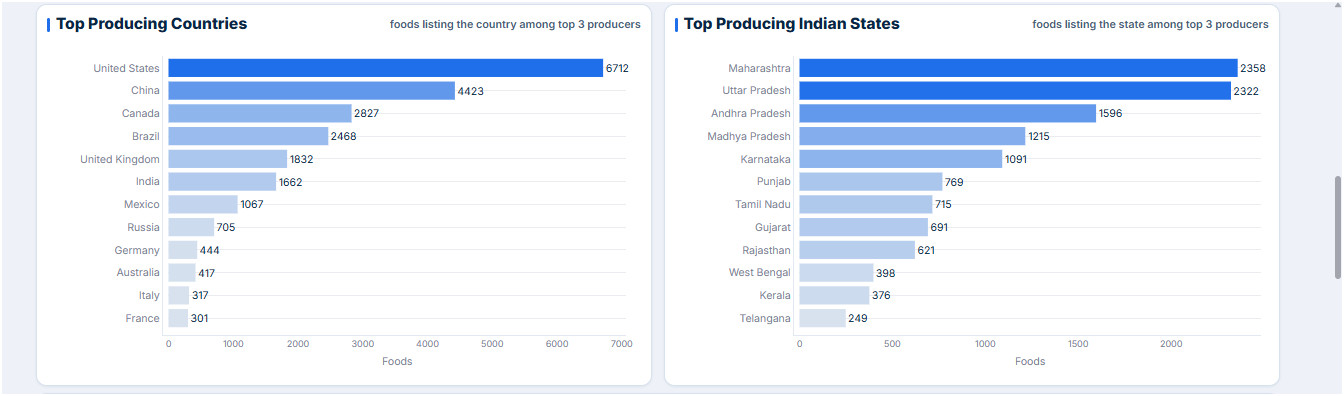 Top Producing Countries
foods listing the country among top 3 producers
United States 6712
China 4423
Canada 2827
Brazil 2468
United Kingdom 1832
India 1662
Mexico 1067
Russia 705
Germany 444
Australia 417
Italy 317
France 301
0 1000 2000 3000 4000 5000 6000 7000
Foods
Top Producing Indian States
foods listing the state among top 3 producers
Maharashtra 2358
Uttar Pradesh 2322
Andhra Pradesh 1596
Madhya Pradesh 1215
Karnataka 1091
Punjab 769
Tamil Nadu 715
Gujarat 691
Rajasthan 621
West Bengal 398
Kerala 376
Telangana 249
0 500 1000 1500 2000
Foods